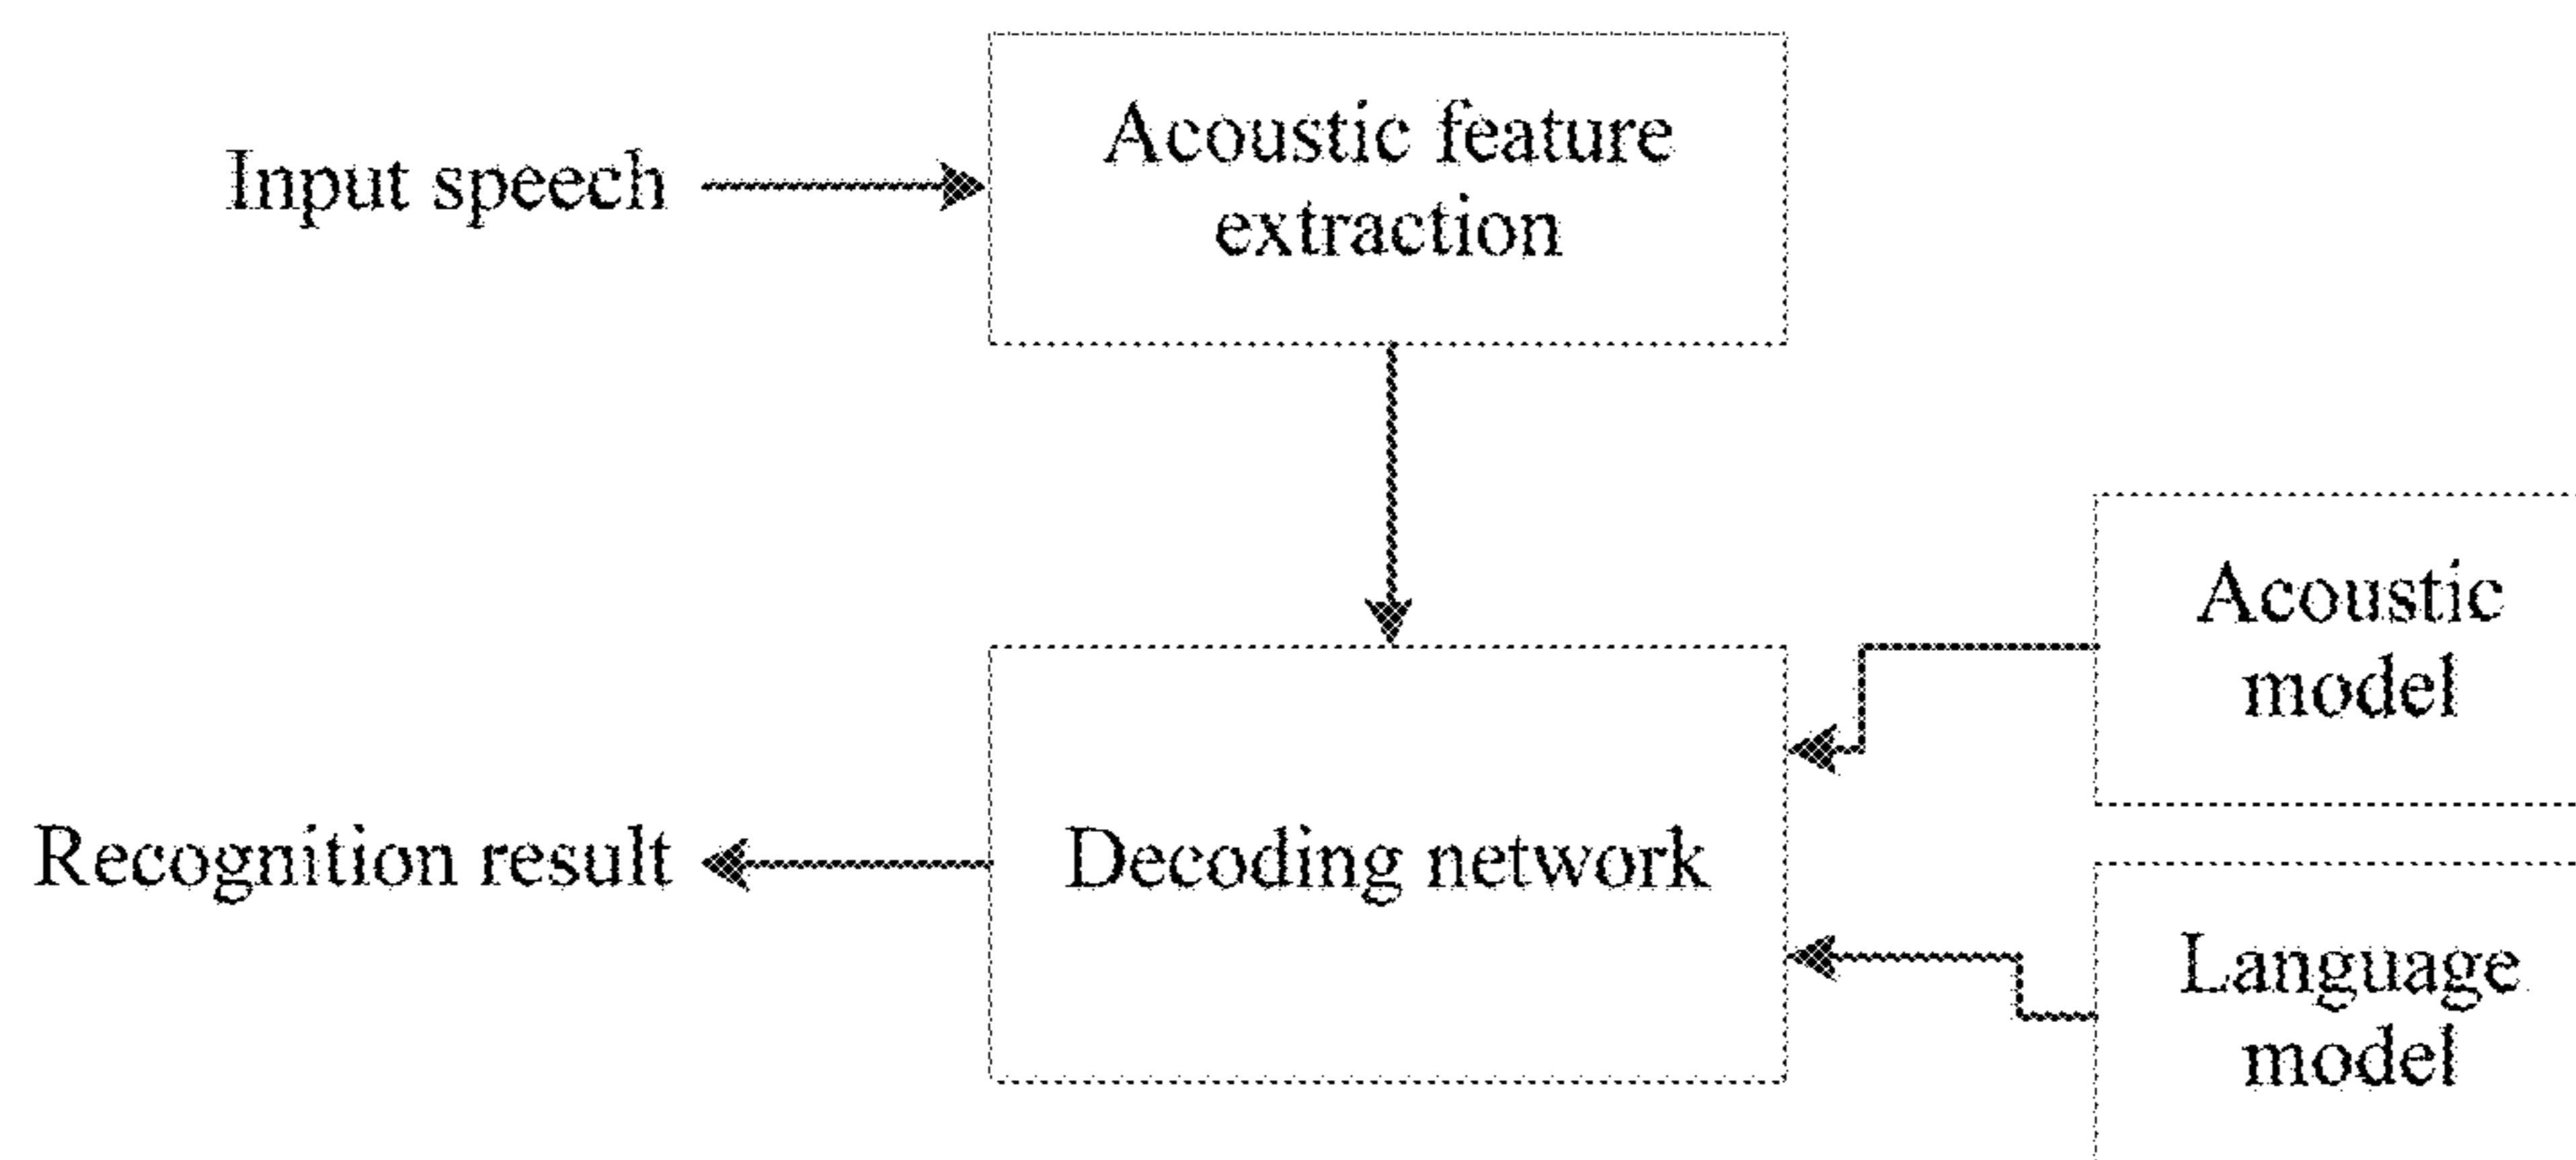 Input speech
Acoustic feature
extraction
Acoustic
model
Recognition result
Decoding network
Language
model